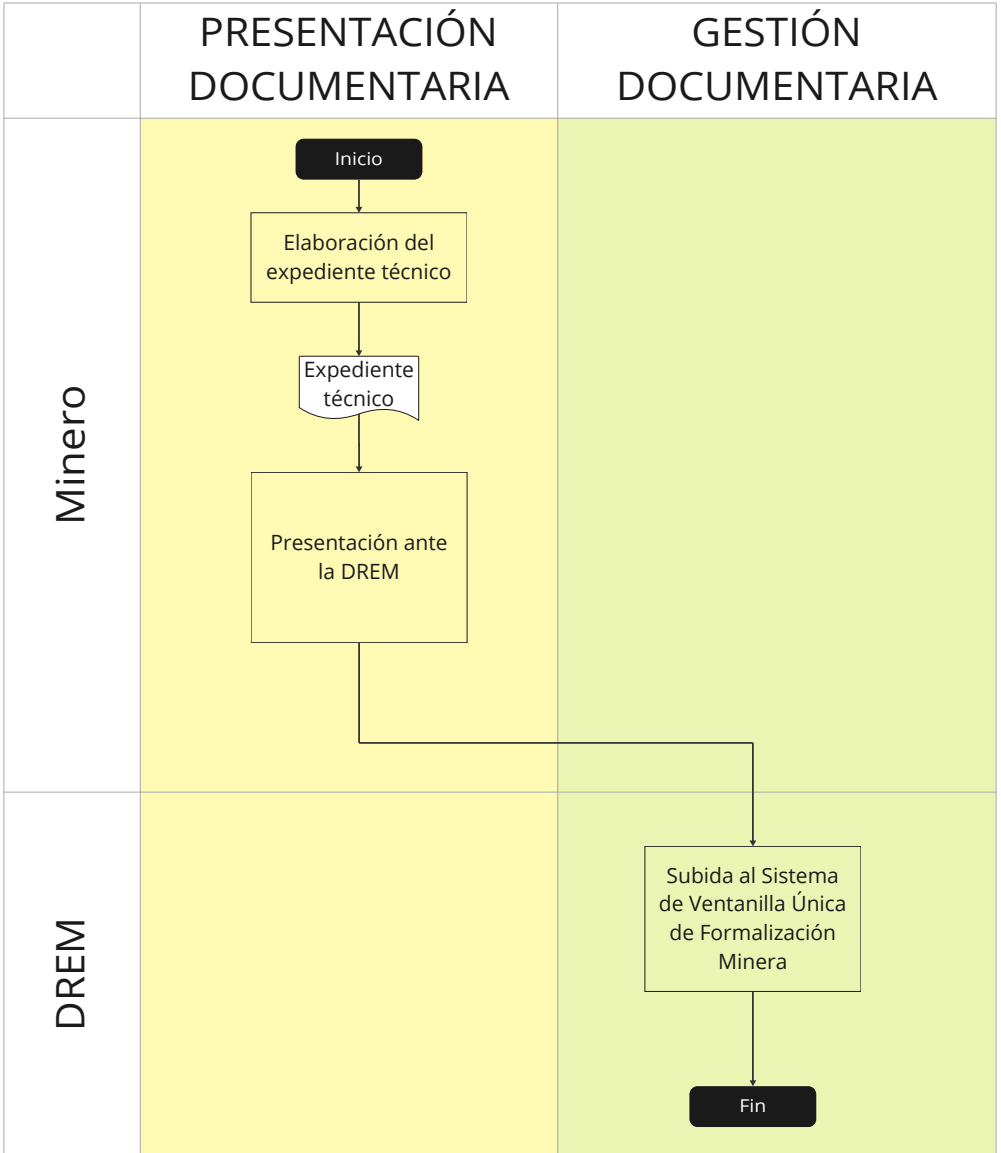 PRESENTACIÓN
DOCUMENTARIA
GESTIÓN
DOCUMENTARIA
Minero
Inicio
Elaboración del
expediente técnico
Expediente
técnico
Presentación ante
la DREM
DREM
Subida al Sistema
de Ventanilla Única
de Formalización
Minera
Fin